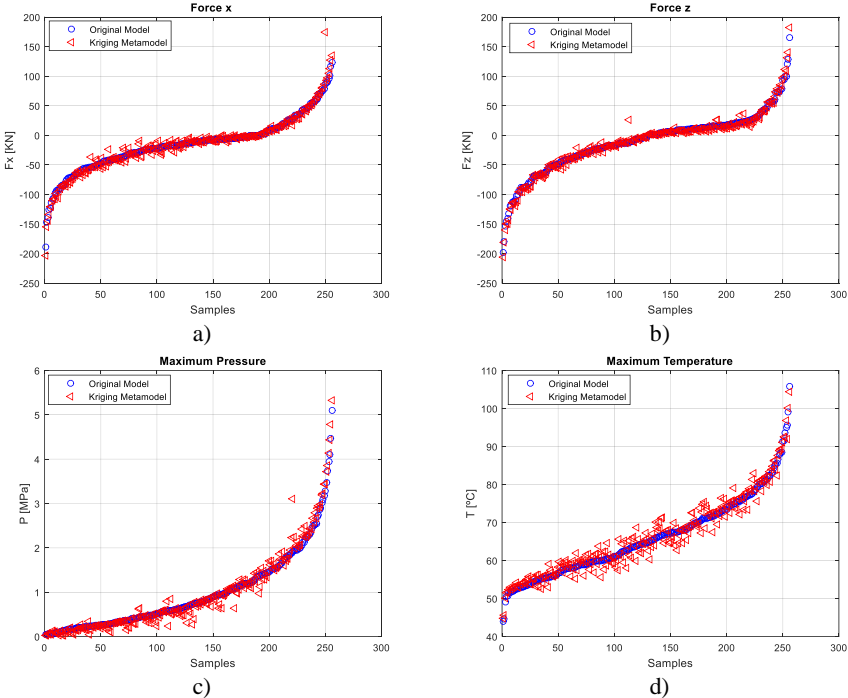 Force x
Original Model
Kriging Metamodel
Fx [KN]
200
150
100
50
0
-50
-100
-150
-200
-250
0
50
100
150
200
250
300
Samples
a)
Force z
Original Model
Kriging Metamodel
Fz [KN]
200
150
100
50
0
-50
-100
-150
-200
-250
0
50
100
150
200
250
300
Samples
b)
Maximum Pressure
Original Model
Kriging Metamodel
P [MPa]
6
5
4
3
2
1
0
0
50
100
150
200
250
300
Samples
c)
Maximum Temperature
Original Model
Kriging Metamodel
T [ºC]
110
100
90
80
70
60
50
40
0
50
100
150
200
250
300
Samples
d)